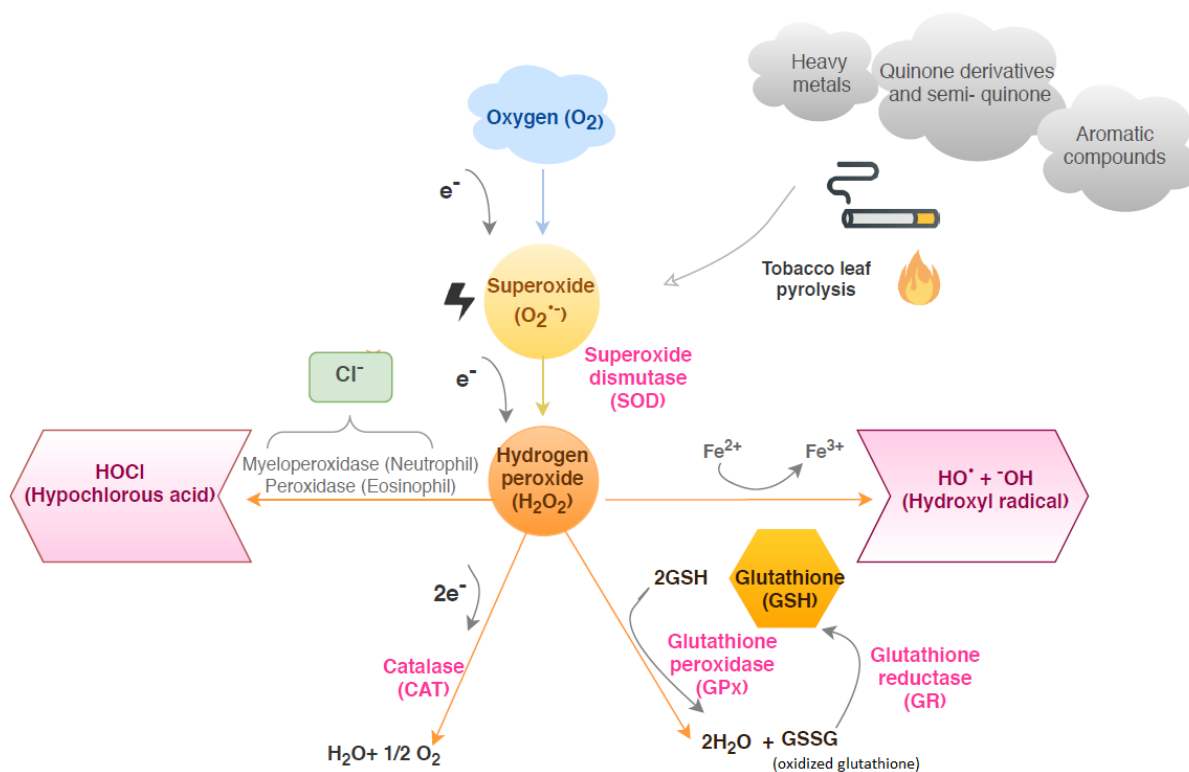 Heavy
metals
Quinone derivatives
and semi- quinone
Aromatic
compounds
Oxygen (O₂)
e⁻
Tobacco leaf
pyrolysis
Superoxide
(O₂•⁻)
Superoxide
dismutase
(SOD)
e⁻
Cl⁻
Myeloperoxidase (Neutrophil)
Peroxidase (Eosinophil)
HOCl
(Hypochlorous acid)
Hydrogen
peroxide
(H₂O₂)
Fe²⁺
Fe³⁺
HO• + ⁻OH
(Hydroxyl radical)
2e⁻
Catalase
(CAT)
H₂O+ 1/2 O₂
2GSH
Glutathione
(GSH)
Glutathione
peroxidase
(GPx)
Glutathione
reductase
(GR)
2H₂O + GSSG
(oxidized glutathione)